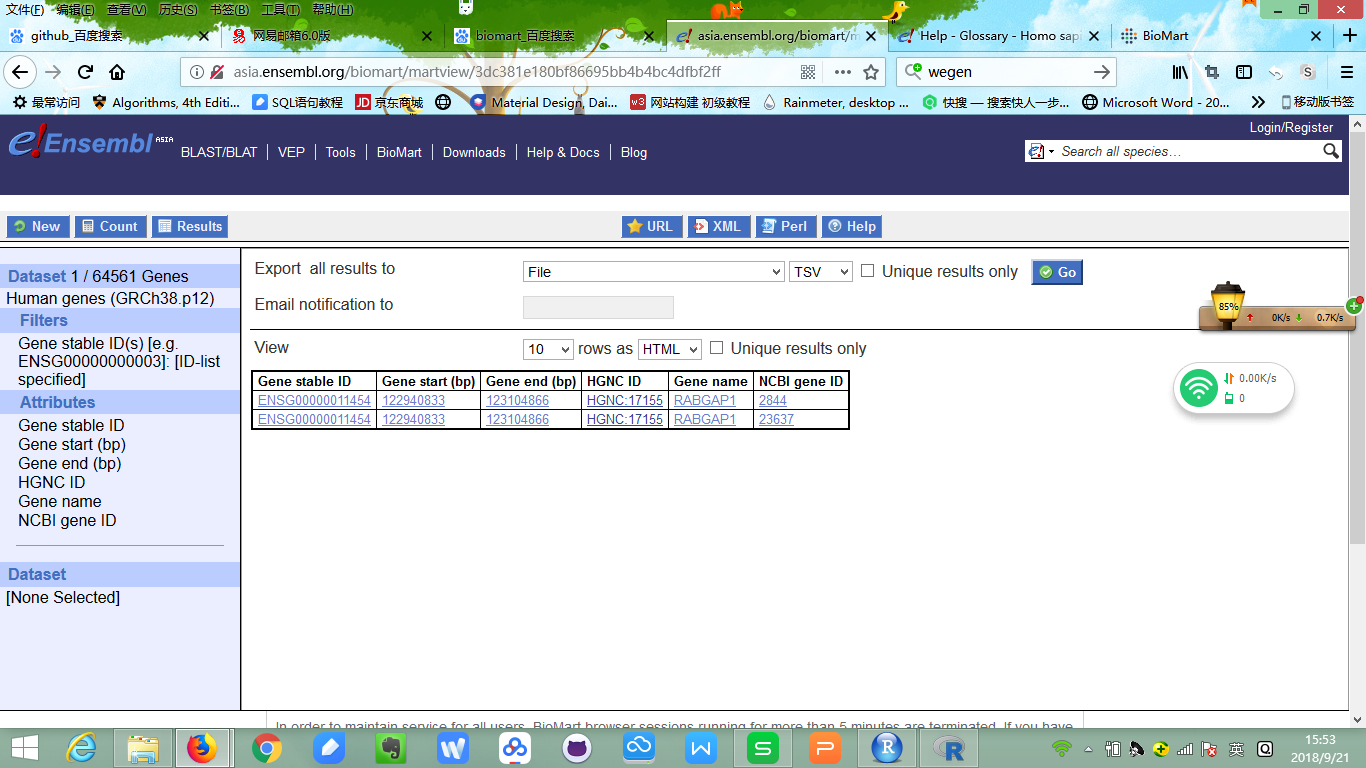 文件(F) 编辑(E) 查看(V) 历史(S) 书签(B) 工具(T) 帮助(H)
github_百度搜索 网易邮箱6.0版 biomart_百度搜索 asia.ensembl.org/biomart/m Help - Glossary - Homo sapi BioMart
asia.ensembl.org/biomart/martview/3dc381e180bf86695bb4b4bc4dfbf2ff wegen
最常访问 Algorithms, 4th Editi... SQL语句教程 京东商城 Material Design, Dai... 网站构建 初级教程 Rainmeter, desktop ... 快搜 — 搜索快人一步... Microsoft Word - 20... 移动版书签
Login/Register
e!Ensembl ASIA BLAST/BLAT VEP Tools BioMart Downloads Help & Docs Blog Search all species…
New Count Results URL XML Perl Help
Dataset 1 / 64561 Genes
Human genes (GRCh38.p12)
Filters
Gene stable ID(s) [e.g. ENSG00000000003]: [ID-list specified]
Attributes
Gene stable ID
Gene start (bp)
Gene end (bp)
HGNC ID
Gene name
NCBI gene ID
Dataset
[None Selected]
Export all results to File TSV Unique results only Go
Email notification to
View 10 rows as HTML Unique results only
Gene stable ID Gene start (bp) Gene end (bp) HGNC ID Gene name NCBI gene ID
ENSG00000011454 122940833 123104866 HGNC:17155 RABGAP1 2844
ENSG00000011454 122940833 123104866 HGNC:17155 RABGAP1 23637
85% 0K/s 0.7K/s
0.00K/s
0
In order to maintain service for all users, BioMart browser sessions running for more than 5 minutes are terminated. If you have
英 15:53
2018/9/21